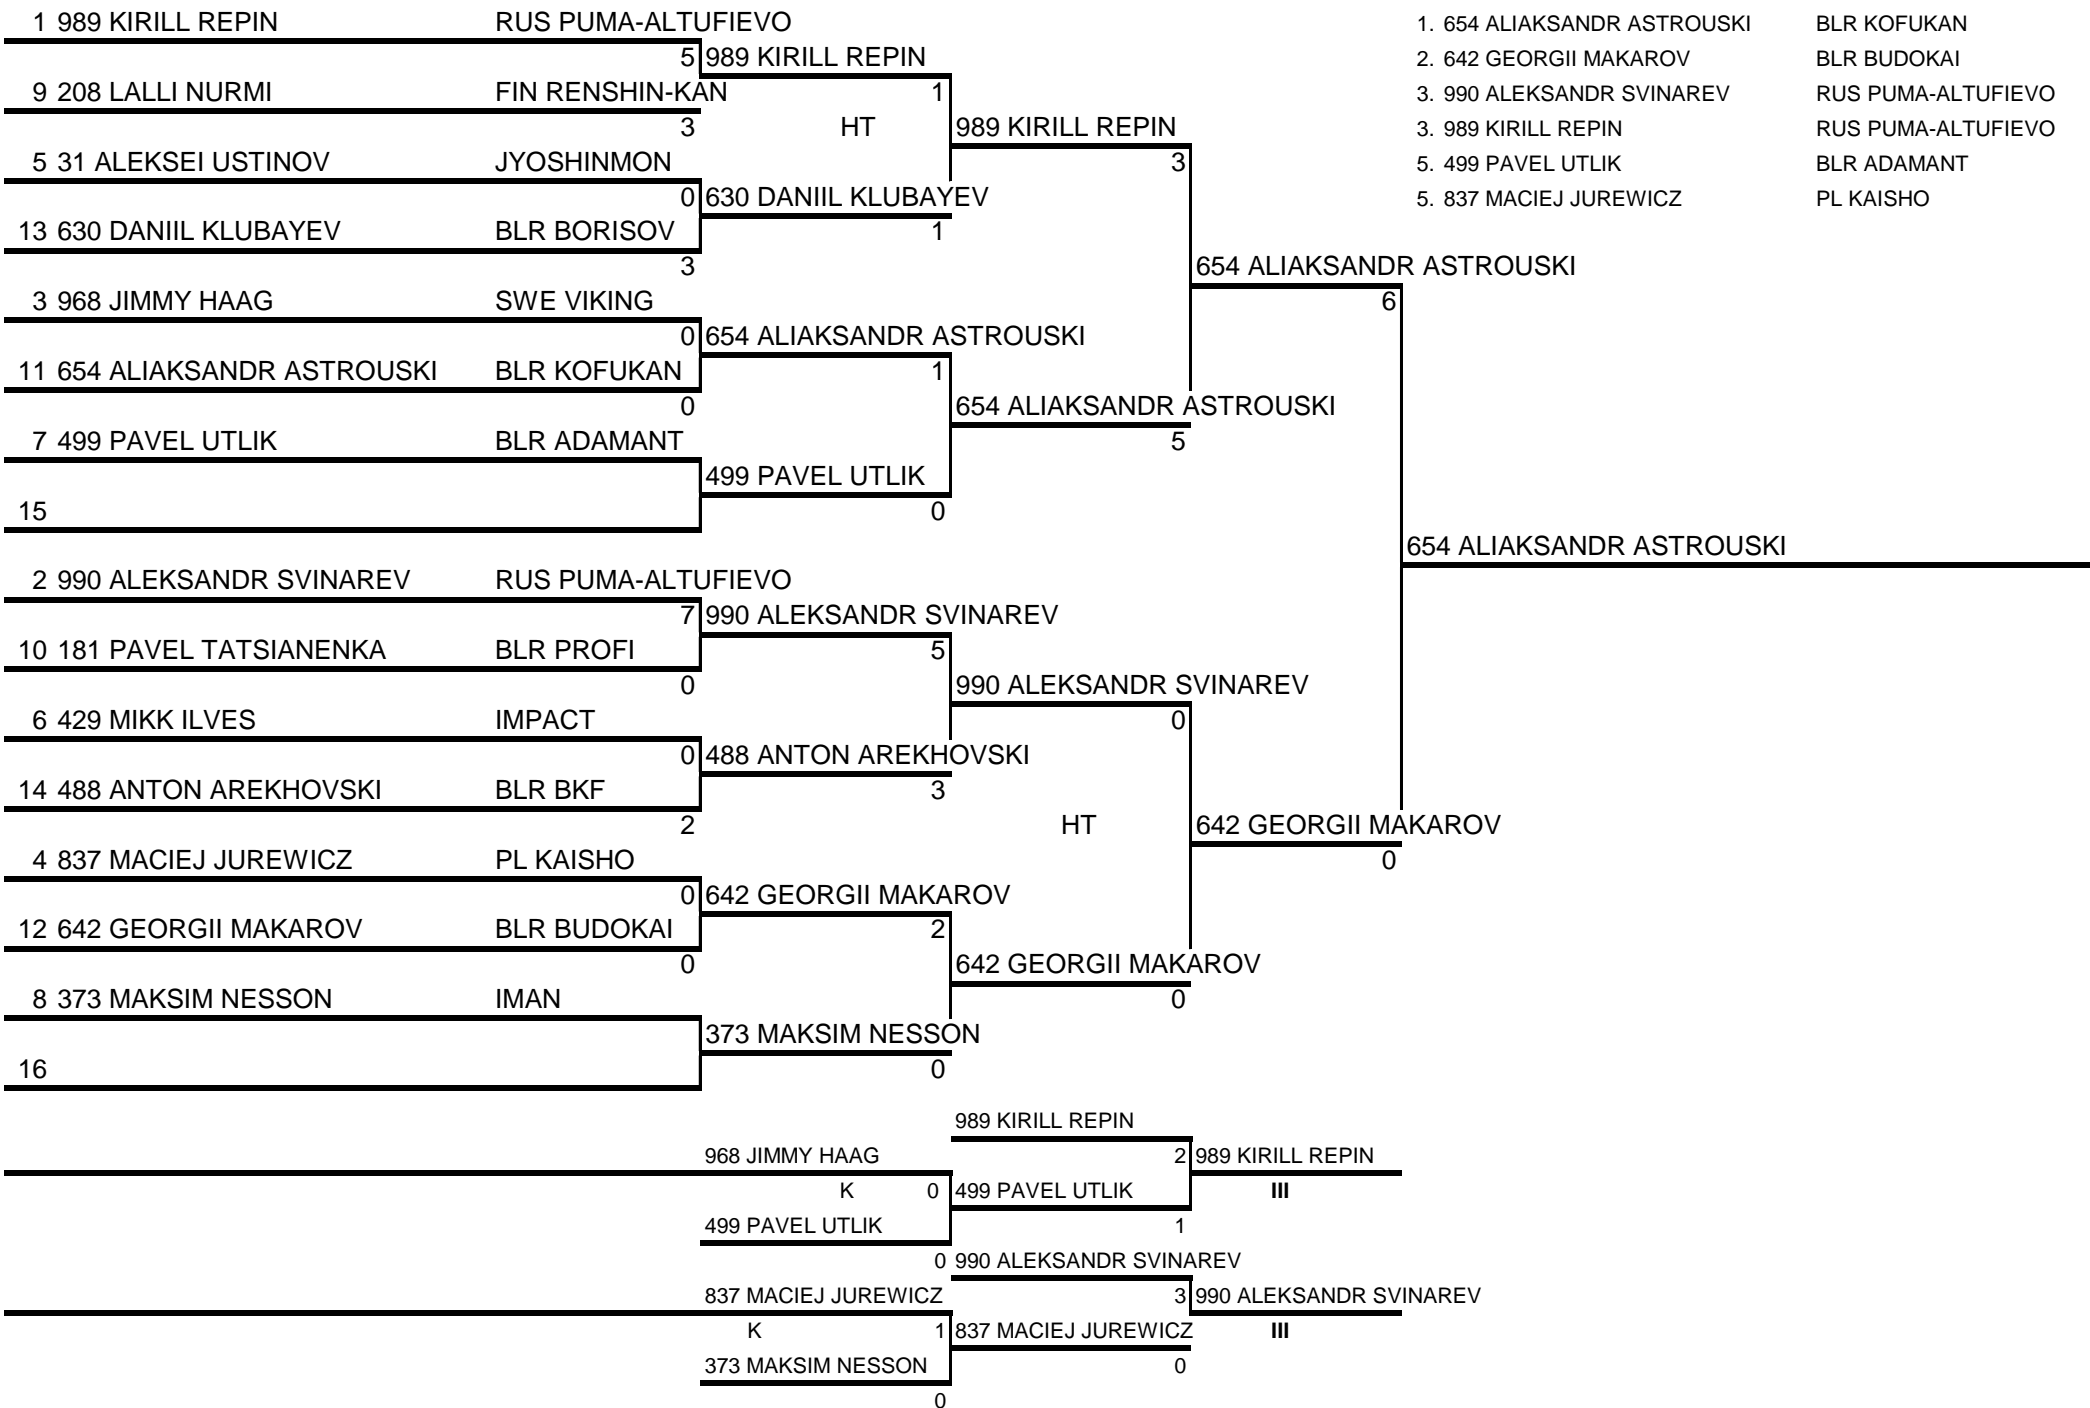 1 989 KIRILL REPIN RUS PUMA-ALTUFIEVO
1. 654 ALIAKSANDR ASTROUSKI BLR KOFUKAN
5 989 KIRILL REPIN
2. 642 GEORGII MAKAROV BLR BUDOKAI
9 208 LALLI NURMI FIN RENSHIN-KAN 1
3. 990 ALEKSANDR SVINAREV RUS PUMA-ALTUFIEVO
3 HT 989 KIRILL REPIN
3. 989 KIRILL REPIN RUS PUMA-ALTUFIEVO
5 31 ALEKSEI USTINOV JYOSHINMON 3
5. 499 PAVEL UTLIK BLR ADAMANT
0 630 DANIIL KLUBAYEV
5. 837 MACIEJ JUREWICZ PL KAISHO
13 630 DANIIL KLUBAYEV BLR BORISOV 1
3 654 ALIAKSANDR ASTROUSKI
3 968 JIMMY HAAG SWE VIKING 6
0 654 ALIAKSANDR ASTROUSKI
11 654 ALIAKSANDR ASTROUSKI BLR KOFUKAN 1
0 654 ALIAKSANDR ASTROUSKI
7 499 PAVEL UTLIK BLR ADAMANT 5
499 PAVEL UTLIK
15 0
654 ALIAKSANDR ASTROUSKI
2 990 ALEKSANDR SVINAREV RUS PUMA-ALTUFIEVO
7 990 ALEKSANDR SVINAREV
10 181 PAVEL TATSIANENKA BLR PROFI 5
0 990 ALEKSANDR SVINAREV
6 429 MIKK ILVES IMPACT 0
0 488 ANTON AREKHOVSKI
14 488 ANTON AREKHOVSKI BLR BKF 3
2 HT 642 GEORGII MAKAROV
4 837 MACIEJ JUREWICZ PL KAISHO 0
0 642 GEORGII MAKAROV
12 642 GEORGII MAKAROV BLR BUDOKAI 2
0 642 GEORGII MAKAROV
8 373 MAKSIM NESSON IMAN 0
373 MAKSIM NESSON
16 0
989 KIRILL REPIN
968 JIMMY HAAG 2 989 KIRILL REPIN
K 0 499 PAVEL UTLIK III
499 PAVEL UTLIK 1
0 990 ALEKSANDR SVINAREV
837 MACIEJ JUREWICZ 3 990 ALEKSANDR SVINAREV
K 1 837 MACIEJ JUREWICZ III
373 MAKSIM NESSON 0
0